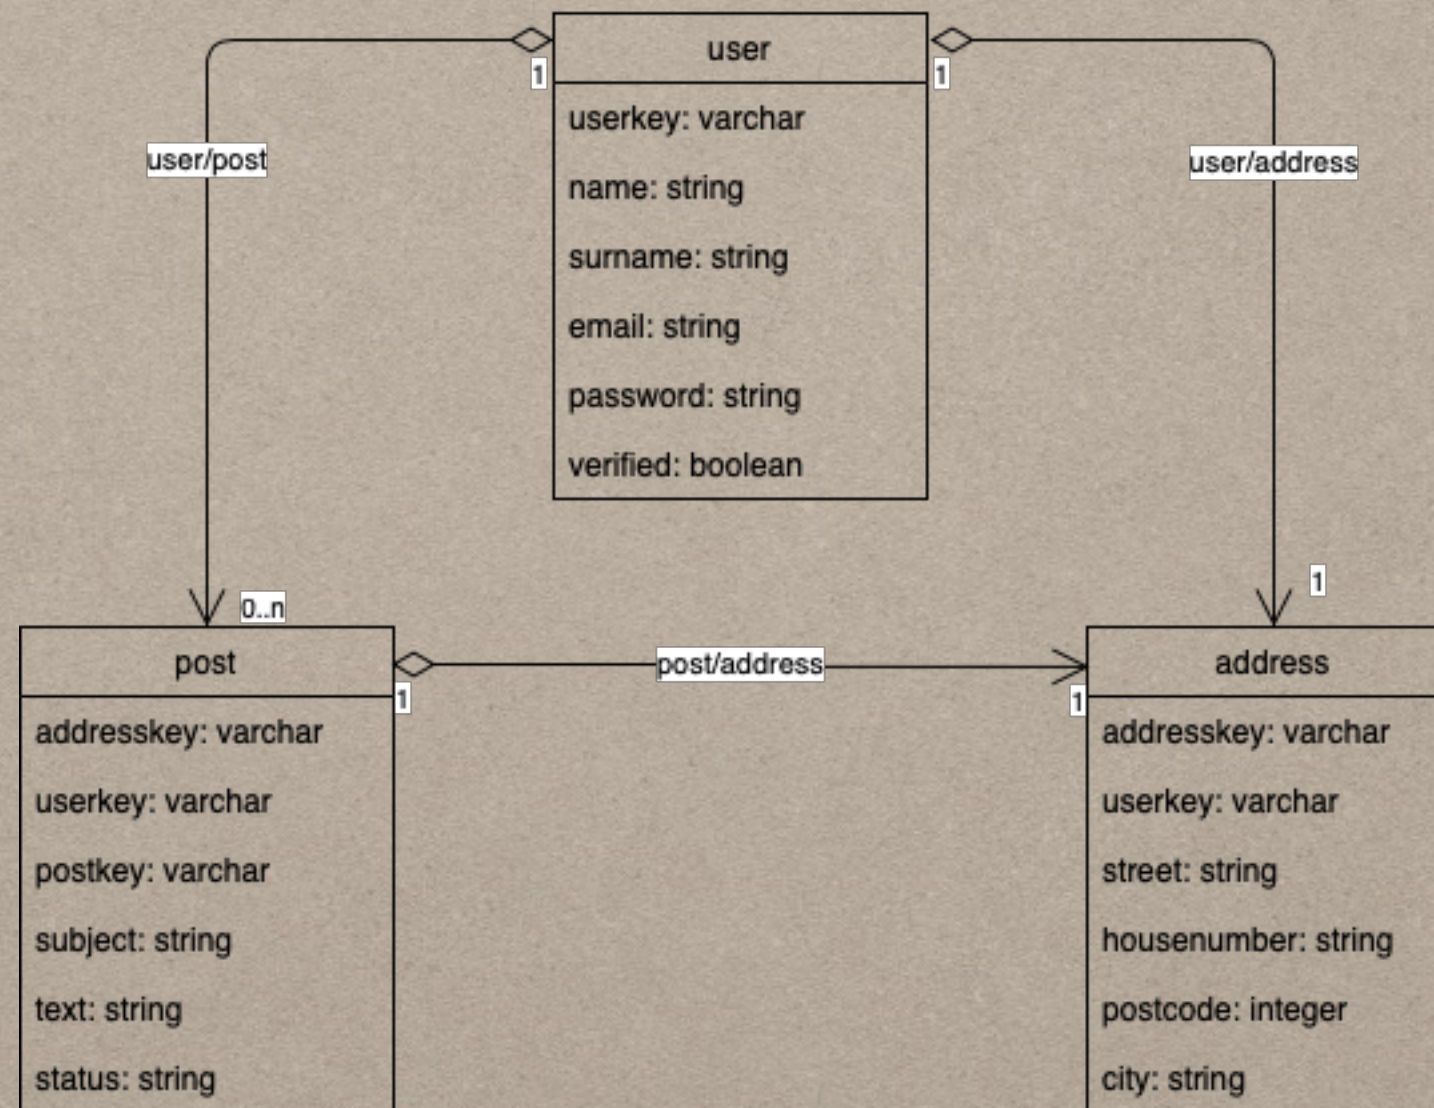 user
1
1
user/post
user/address
userkey: varchar
name: string
surname: string
email: string
password: string
verified: boolean
0..n
1
post
1
post/address
1
address
addresskey: varchar
userkey: varchar
postkey: varchar
subject: string
text: string
status: string
addresskey: varchar
userkey: varchar
street: string
housenumber: string
postcode: integer
city: string